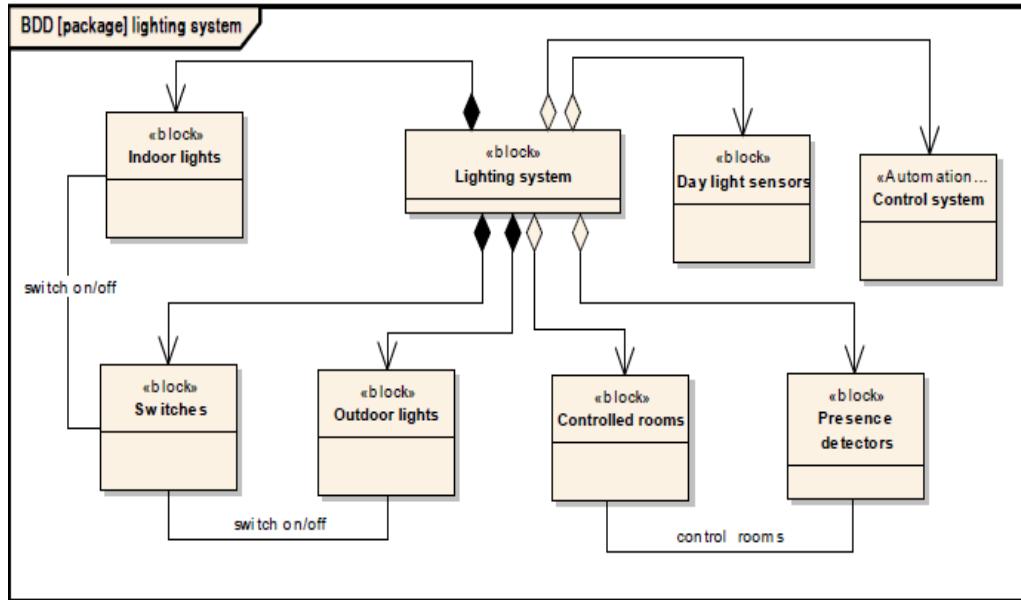 BDD [package] lighting system
«block»
Indoor lights
«block»
Lighting system
«block»
Day light sensors
«Automation...
Control system
switch on/off
«block»
Switches
«block»
Outdoor lights
«block»
Controlled rooms
«block»
Presence
detectors
switch on/off
control rooms